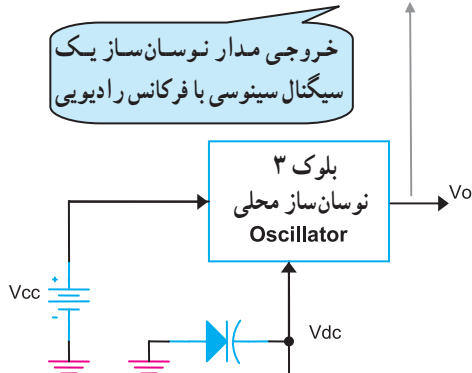 خروجی مدار نوسان‌ساز یک
سیگنال سینوسی با فرکانس رادیویی
بلوک ۳
نوسان‌ساز محلی
Oscillator
Vo
Vcc
+
-
Vdc